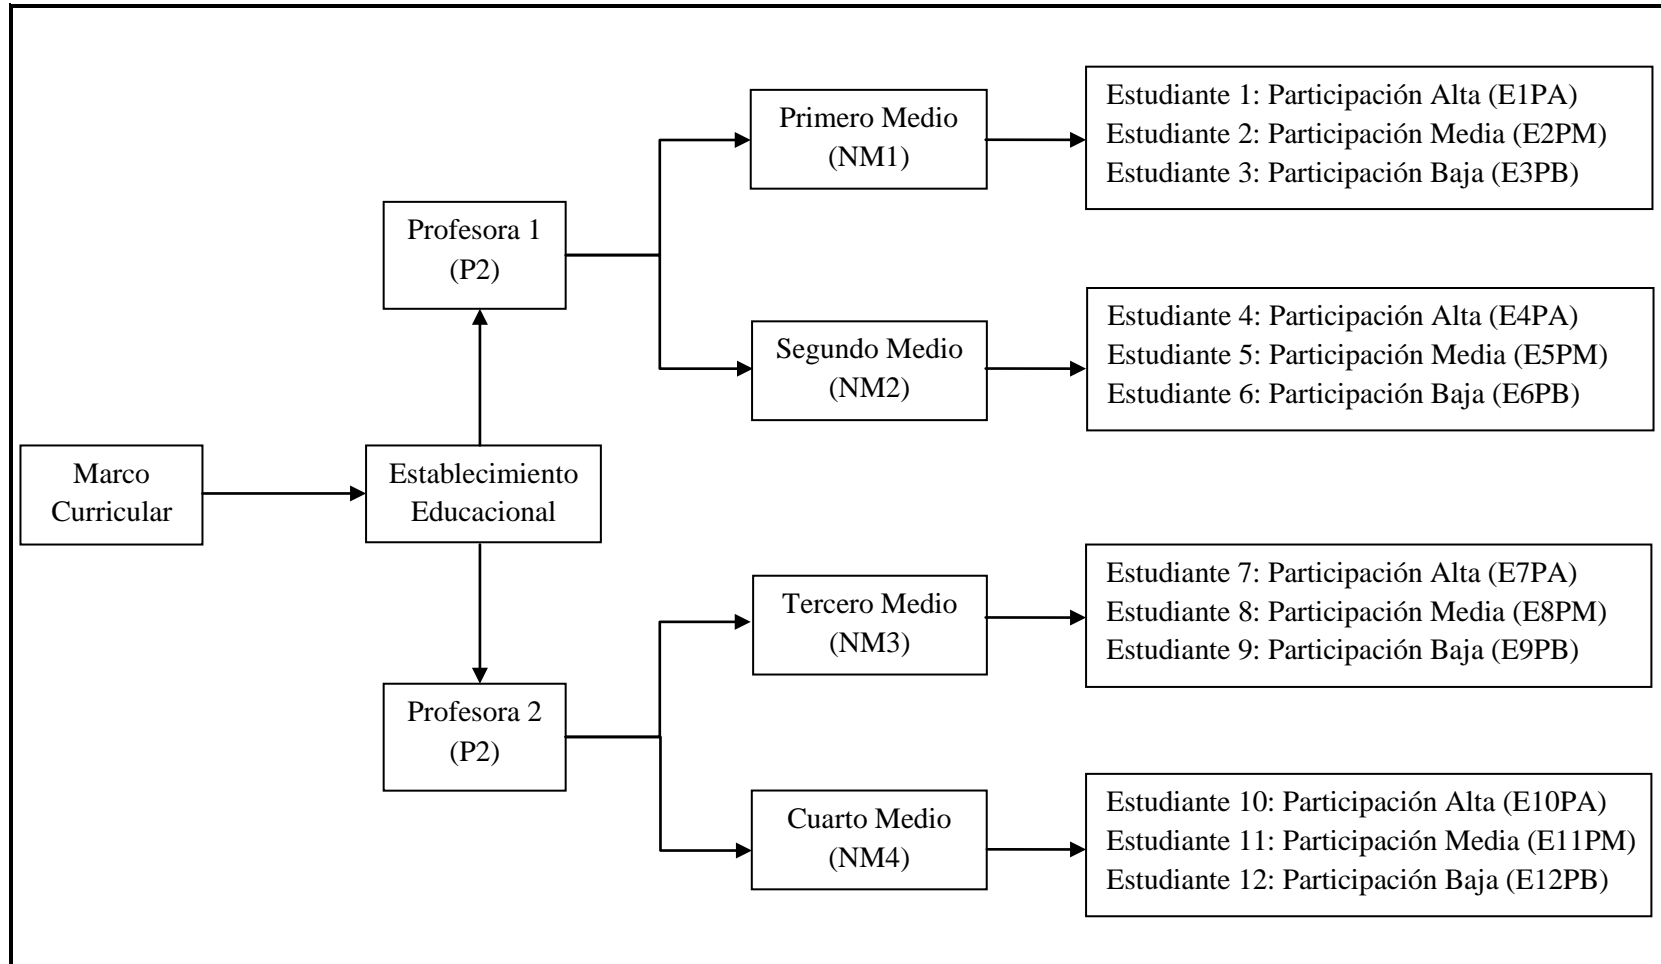 Marco
Curricular
Establecimiento
Educacional
Profesora 1
(P2)
Primero Medio
(NM1)
Estudiante 1: Participación Alta (E1PA)
Estudiante 2: Participación Media (E2PM)
Estudiante 3: Participación Baja (E3PB)
Segundo Medio
(NM2)
Estudiante 4: Participación Alta (E4PA)
Estudiante 5: Participación Media (E5PM)
Estudiante 6: Participación Baja (E6PB)
Profesora 2
(P2)
Tercero Medio
(NM3)
Estudiante 7: Participación Alta (E7PA)
Estudiante 8: Participación Media (E8PM)
Estudiante 9: Participación Baja (E9PB)
Cuarto Medio
(NM4)
Estudiante 10: Participación Alta (E10PA)
Estudiante 11: Participación Media (E11PM)
Estudiante 12: Participación Baja (E12PB)